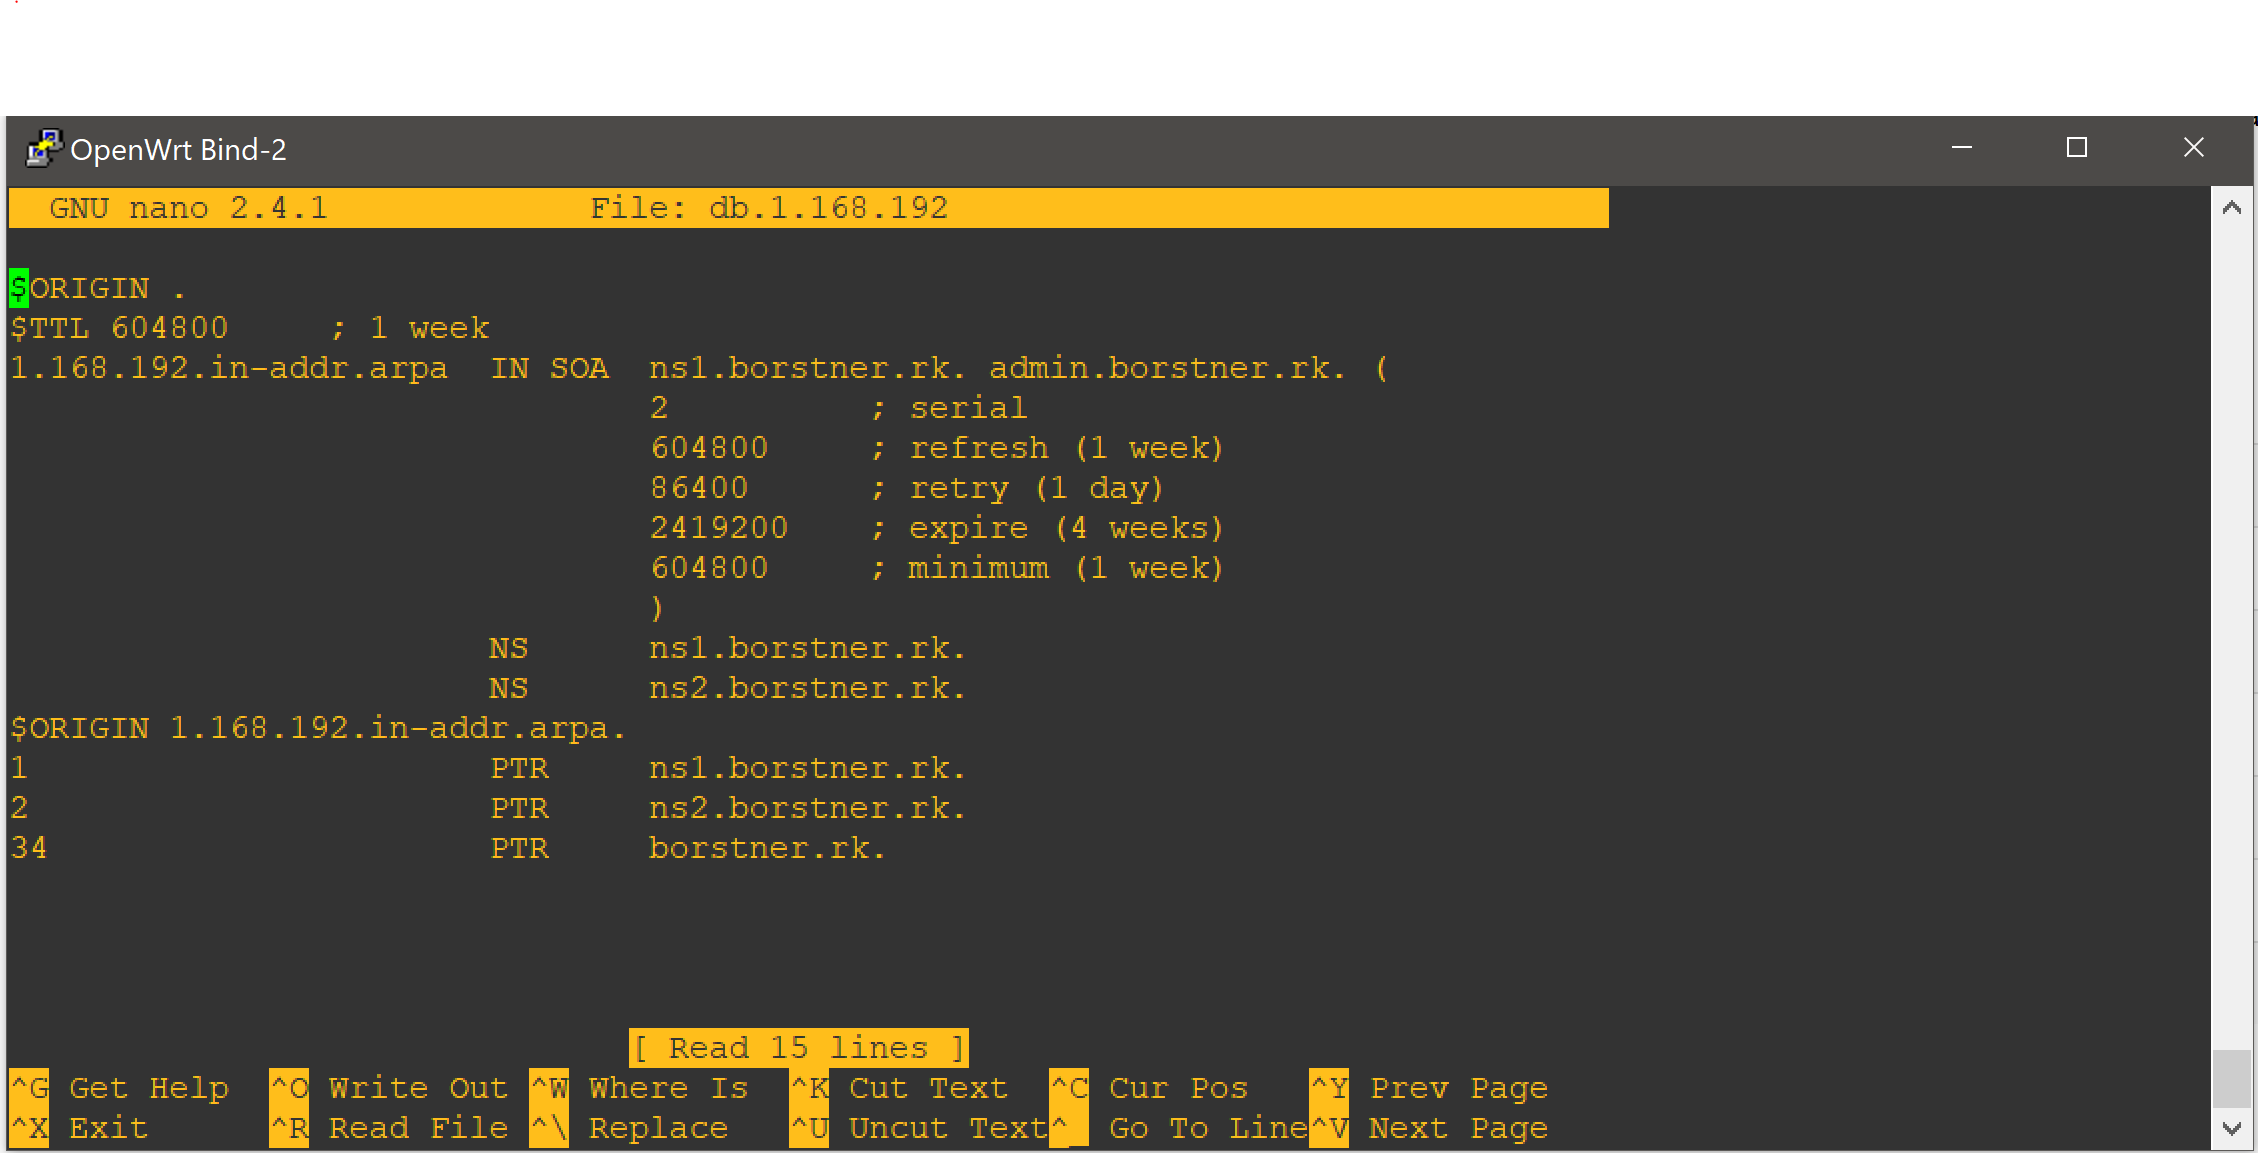 OpenWrt Bind-2
GNU nano 2.4.1 File: db.1.168.192
$ORIGIN .
$TTL 604800 ; 1 week
1.168.192.in-addr.arpa IN SOA ns1.borstner.rk. admin.borstner.rk. (
2 ; serial
604800 ; refresh (1 week)
86400 ; retry (1 day)
2419200 ; expire (4 weeks)
604800 ; minimum (1 week)
)
NS ns1.borstner.rk.
NS ns2.borstner.rk.
$ORIGIN 1.168.192.in-addr.arpa.
1 PTR ns1.borstner.rk.
2 PTR ns2.borstner.rk.
34 PTR borstner.rk.
[ Read 15 lines ]
^G Get Help ^O Write Out ^W Where Is ^K Cut Text ^C Cur Pos ^Y Prev Page
^X Exit ^R Read File ^\ Replace ^U Uncut Text ^_ Go To Line ^V Next Page